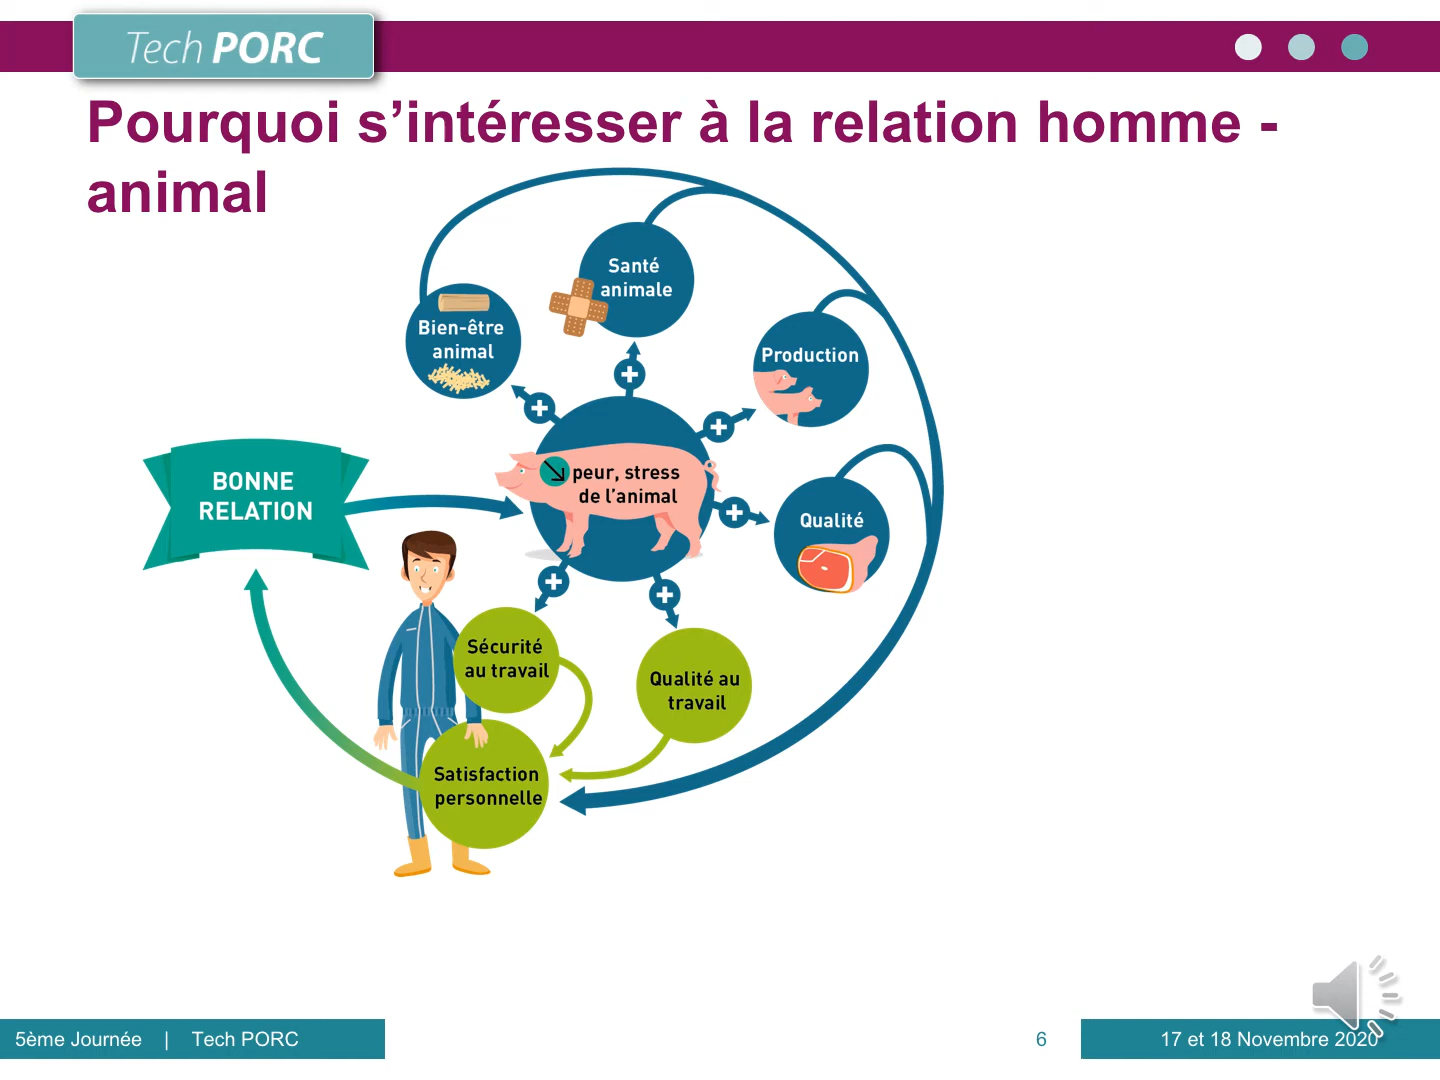 Tech PORC
Pourquoi s’intéresser à la relation homme -
animal
Santé
animale
Bien-être
animal
Production
BONNE
RELATION
peur, stress
de l’animal
Qualité
Sécurité
au travail
Qualité au
travail
Satisfaction
personnelle
5ème Journée | Tech PORC
6
17 et 18 Novembre 2020